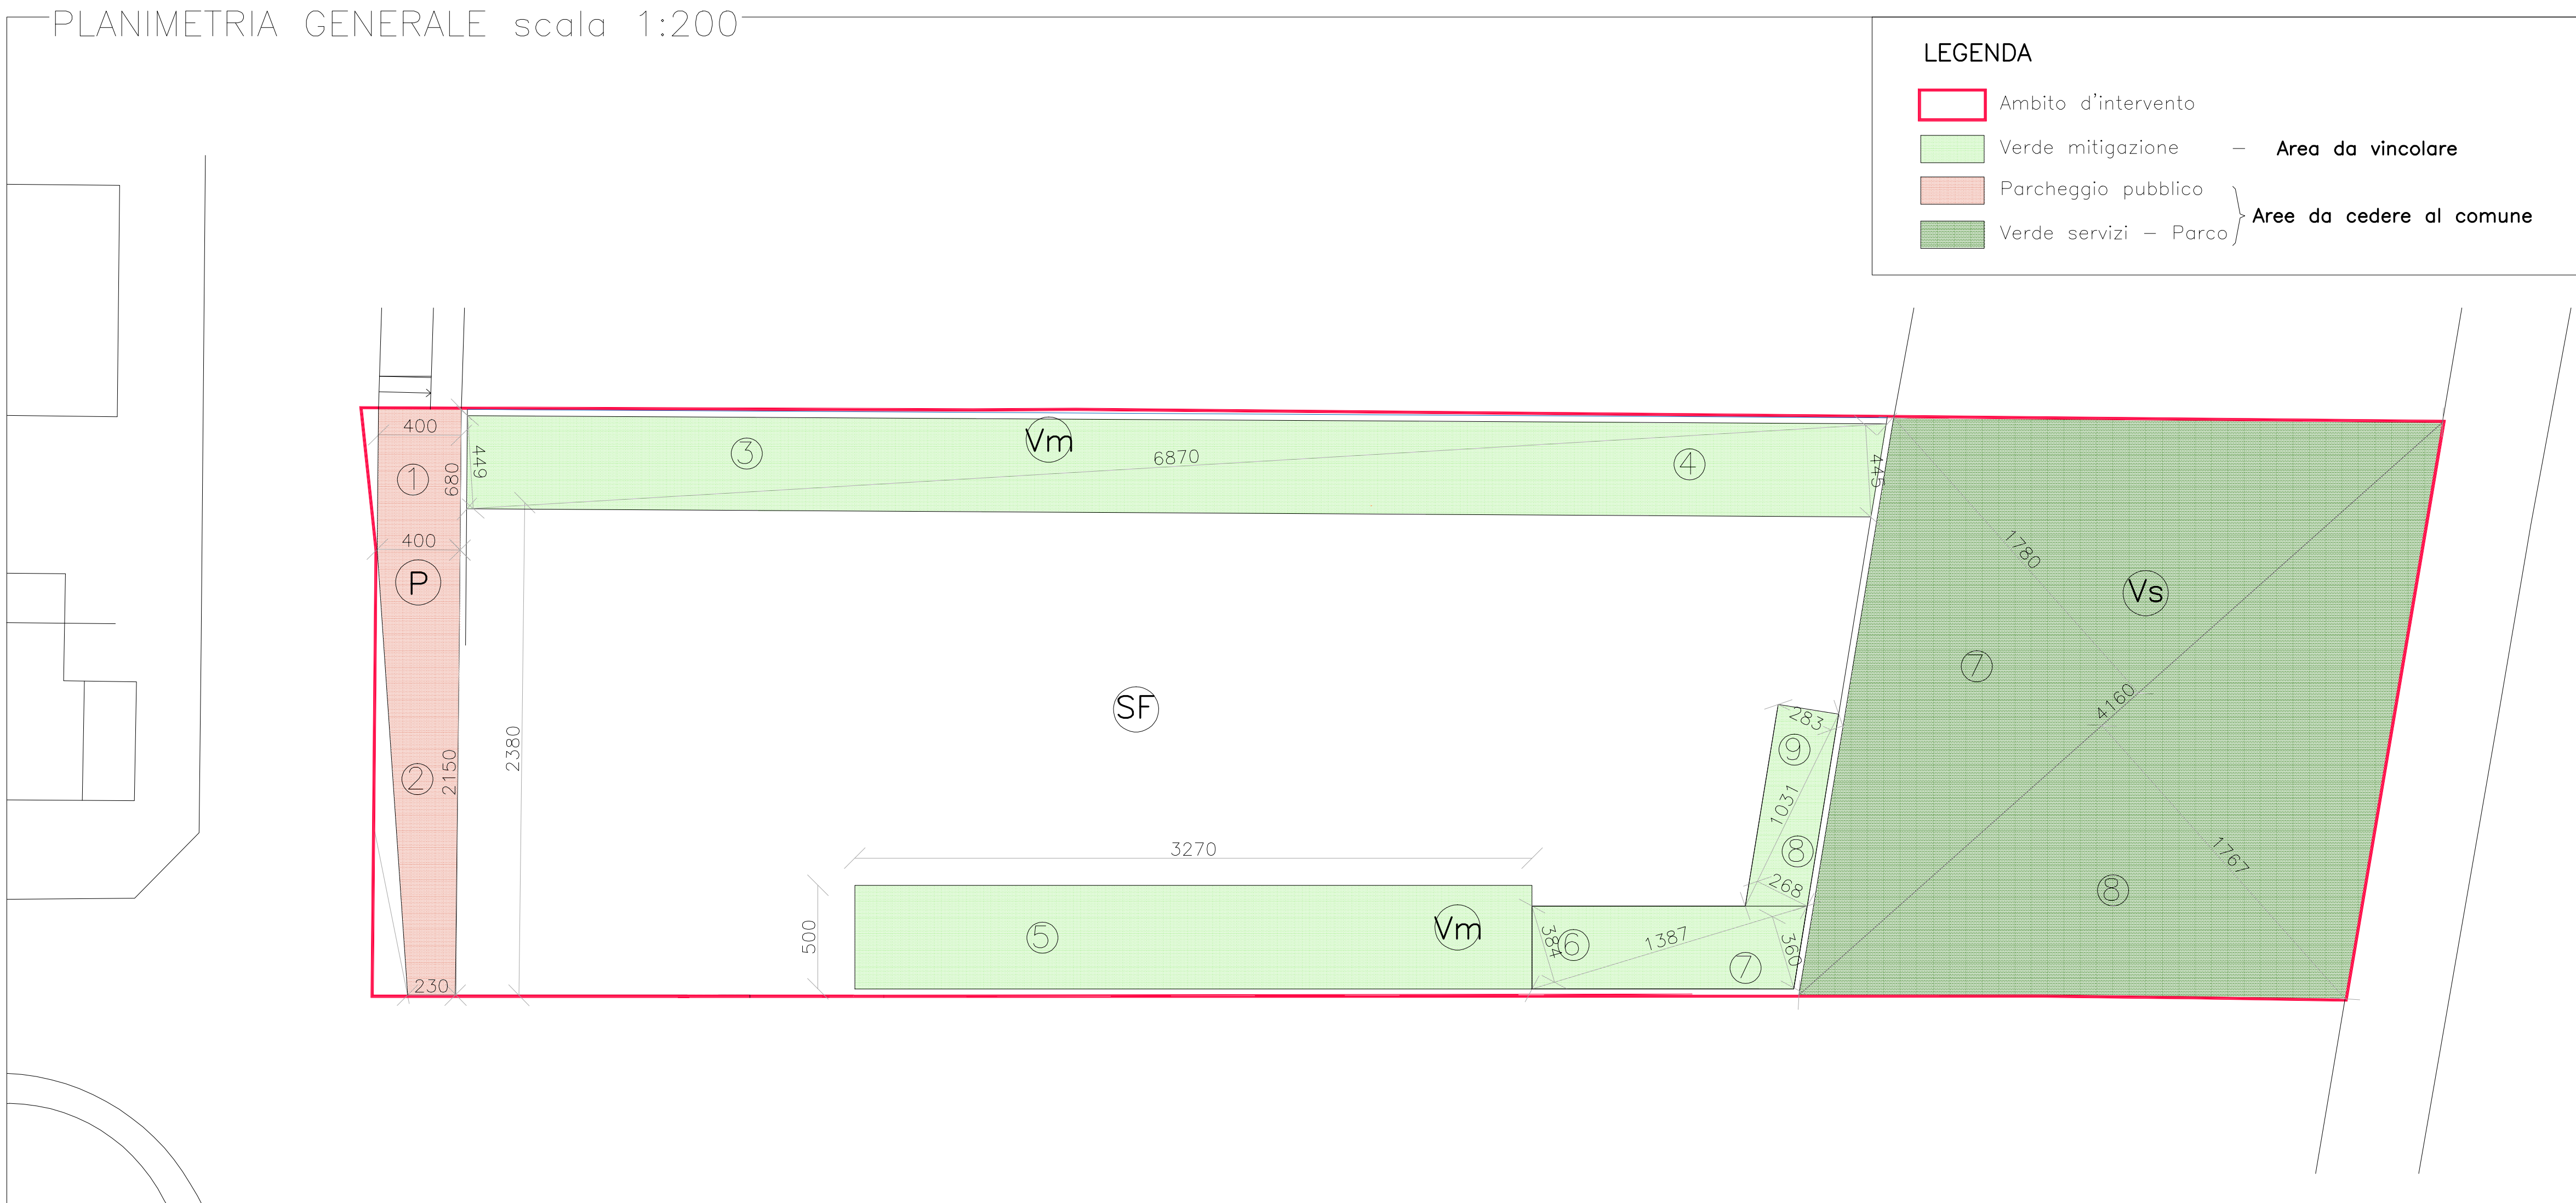 PLANIMETRIA GENERALE scala 1:200
LEGENDA
Ambito d'intervento
Verde mitigazione – Area da vincolare
Parcheggio pubblico
Aree da cedere al comune
Verde servizi – Parco
400
1
680
449
3
Vm
6870
4
445
400
P
1780
Vs
7
SF
4160
283
9
2
2150
2380
1031
3270
8
1767
268
8
500
5
Vm
384
6
1387
360
7
230